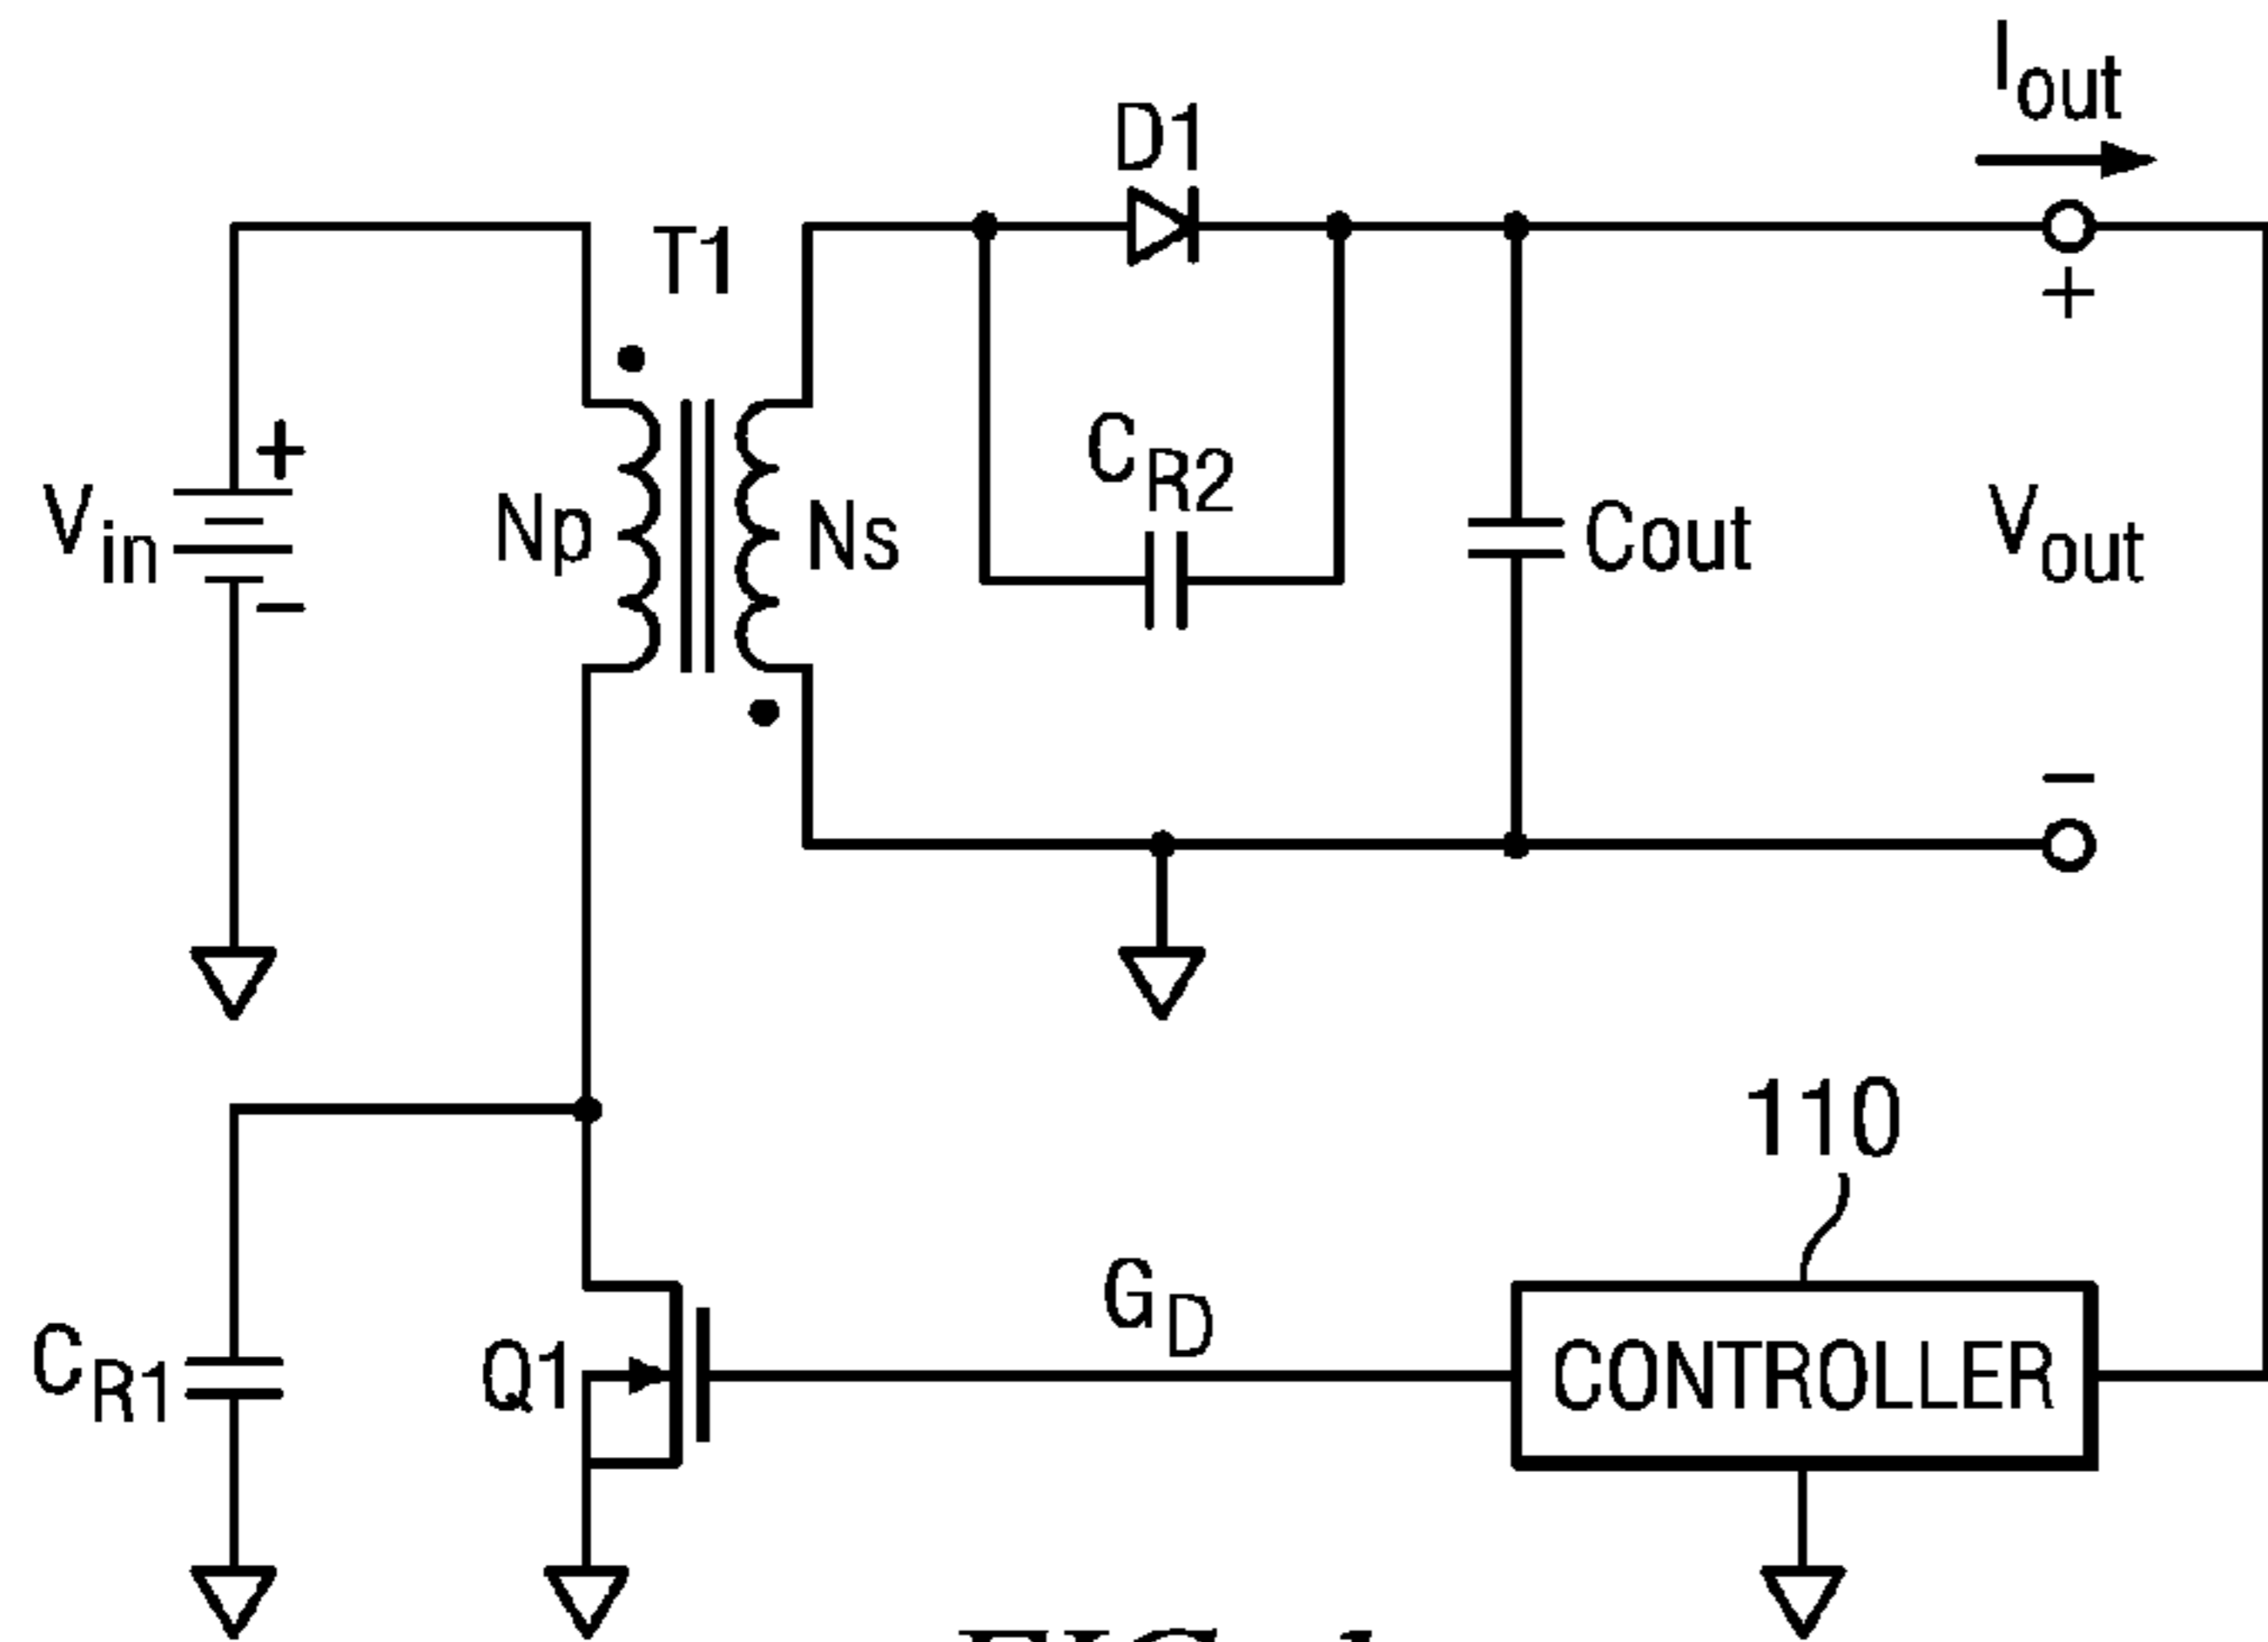 Iout
D1
T1
+
CR2
+
Vin
Np
Ns
Cout
Vout
−
−
110
GD
CR1
Q1
CONTROLLER